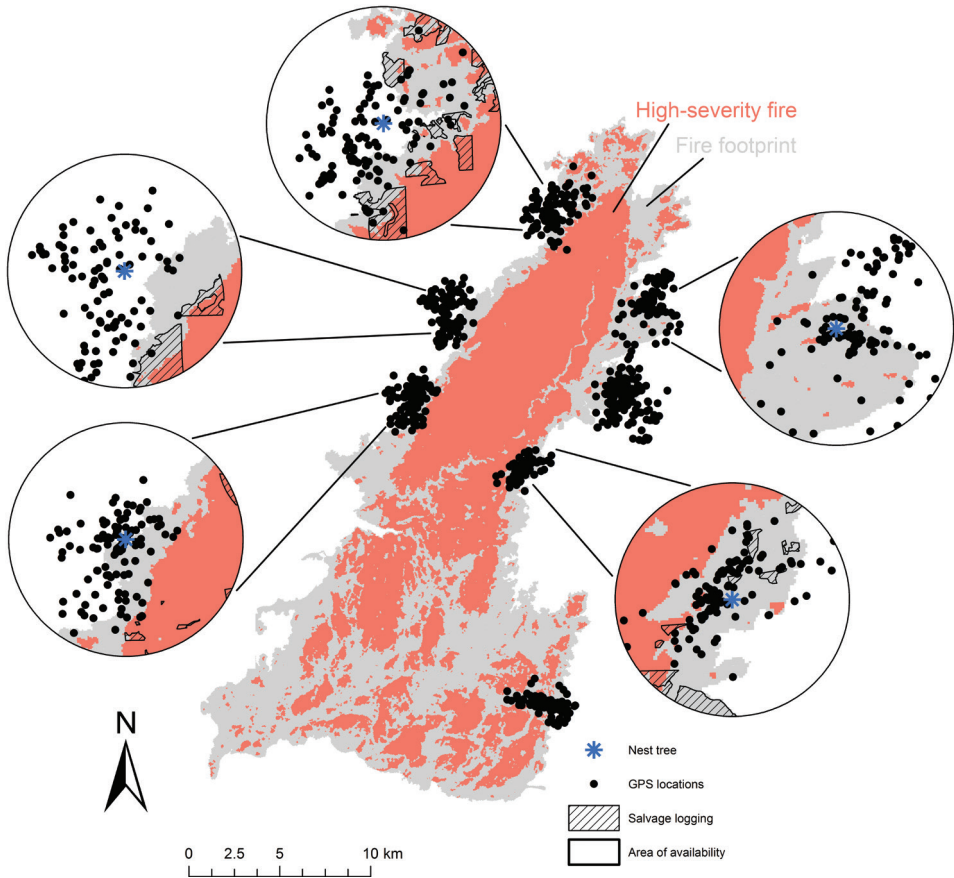 High-severity fire
Fire footprint
N
Nest tree
GPS locations
Salvage logging
Area of availability
0 2.5 5 10 km